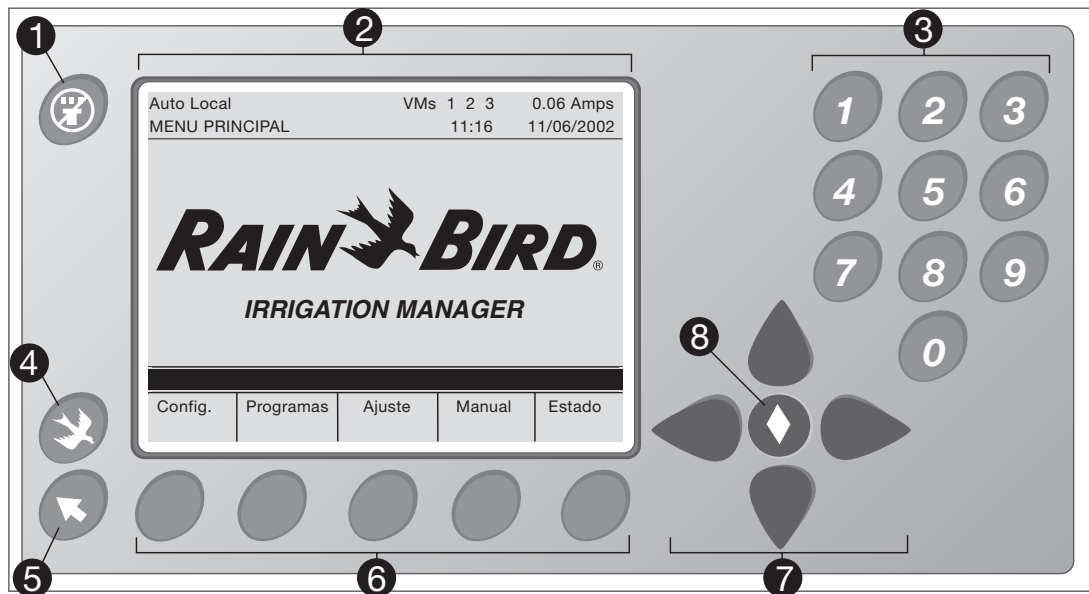 1
2
3
Auto Local VMs 1 2 3 0.06 Amps
MENU PRINCIPAL 11:16 11/06/2002
RAIN BIRD®
IRRIGATION MANAGER
Config. Programas Ajuste Manual Estado
1 2 3
4 5 6
7 8 9
0
4
5
6
7
8